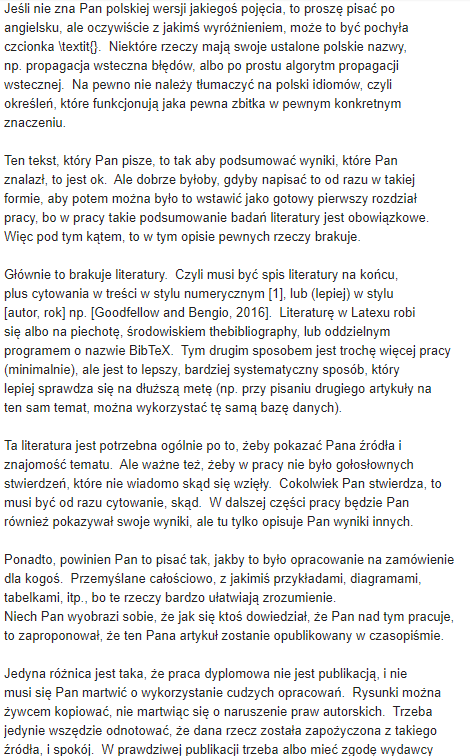 Jeśli nie zna Pan polskiej wersji jakiegoś pojęcia, to proszę pisać po
angielsku, ale oczywiście z jakimś wyróżnieniem, może to być pochyła
czcionka \textit{}.  Niektóre rzeczy mają swoje ustalone polskie nazwy,
np. propagacja wsteczna błędów, albo po prostu algorytm propagacji
wstecznej.  Na pewno nie należy tłumaczyć na polski idiomów, czyli
określeń, które funkcjonują jaka pewna zbitka w pewnym konkretnym
znaczeniu.

Ten tekst, który Pan pisze, to tak aby podsumować wyniki, które Pan
znalazł, to jest ok.  Ale dobrze byłoby, gdyby napisać to od razu w takiej
formie, aby potem można było to wstawić jako gotowy pierwszy rozdział
pracy, bo w pracy takie podsumowanie badań literatury jest obowiązkowe.
Więc pod tym kątem, to w tym opisie pewnych rzeczy brakuje.

Głównie to brakuje literatury.  Czyli musi być spis literatury na końcu,
plus cytowania w treści w stylu numerycznym [1], lub (lepiej) w stylu
[autor, rok] np. [Goodfellow and Bengio, 2016].  Literaturę w Latexu robi
się albo na piechotę, środowiskiem thebibliography, lub oddzielnym
programem o nazwie BibTeX.  Tym drugim sposobem jest trochę więcej pracy
(minimalnie), ale jest to lepszy, bardziej systematyczny sposób, który
lepiej sprawdza się na dłuższą metę (np. przy pisaniu drugiego artykuły na
ten sam temat, można wykorzystać tę samą bazę danych).

Ta literatura jest potrzebna ogólnie po to, żeby pokazać Pana źródła i
znajomość tematu.  Ale ważne też, żeby w pracy nie było gołosłownych
stwierdzeń, które nie wiadomo skąd się wzięły.  Cokolwiek Pan stwierdza, to
musi być od razu cytowanie, skąd.  W dalszej części pracy będzie Pan
również pokazywał swoje wyniki, ale tu tylko opisuje Pan wyniki innych.

Ponadto, powinien Pan to pisać tak, jakby to było opracowanie na zamówienie
dla kogoś.  Przemyślane całościowo, z jakimiś przykładami, diagramami,
tabelkami, itp., bo te rzeczy bardzo ułatwiają zrozumienie.
Niech Pan wyobrazi sobie, że jak się ktoś dowiedział, że Pan nad tym pracuje,
to zaproponował, że ten Pana artykuł zostanie opublikowany w czasopiśmie.

Jedyna różnica jest taka, że praca dyplomowa nie jest publikacją, i nie
musi się Pan martwić o wykorzystanie cudzych opracowań.  Rysunki można
żywcem kopiować, nie martwiąc się o naruszenie praw autorskich.  Trzeba
jedynie wszędzie odnotować, że dana rzecz została zapożyczona z takiego
źródła, i spokój.  W prawdziwej publikacji trzeba albo mieć zgodę wydawcy